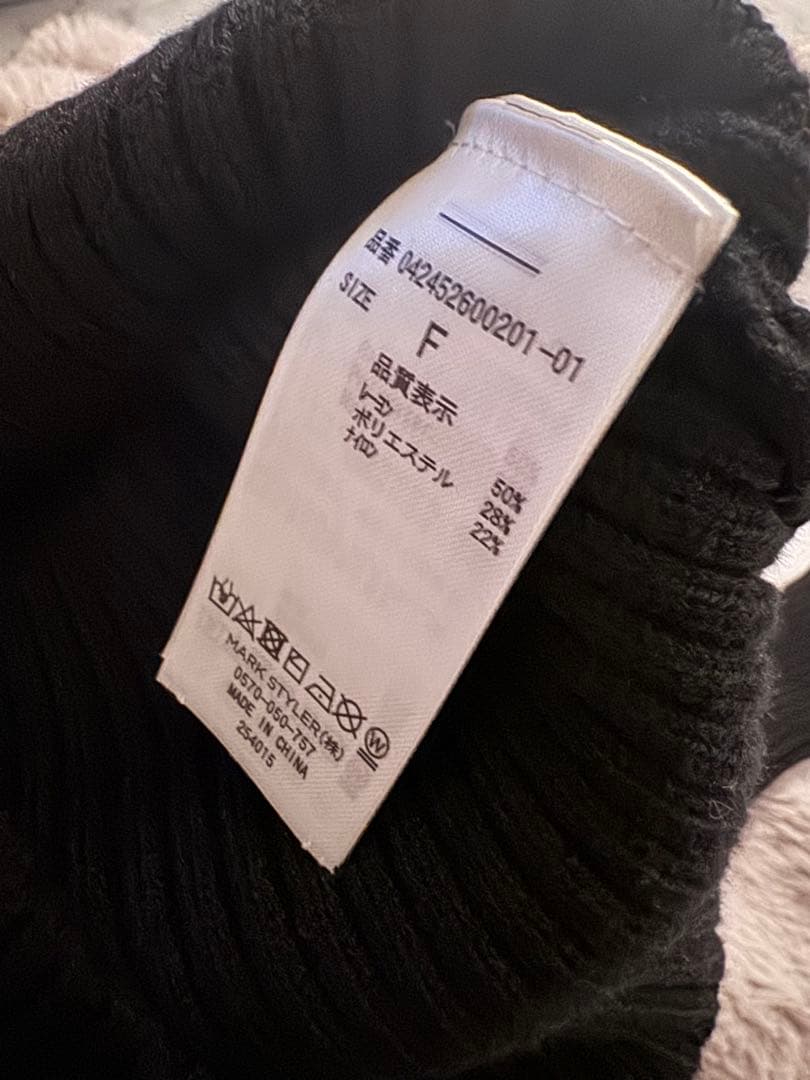 品番 042452600201-01
SIZE F
品質表示
レーヨン 50%
ポリエステル 28%
ナイロン 22%
W
MARK STYLER(株)
0570-050-757
MADE IN CHINA
254015